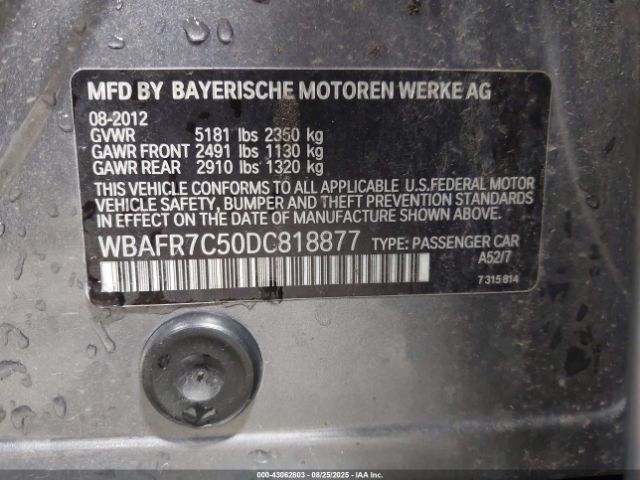 MFD BY BAYERISCHE MOTOREN WERKE AG
08-2012
GVWR 5181 lbs 2350 kg
GAWR FRONT 2491 lbs 1130 kg
GAWR REAR 2910 lbs 1320 kg
THIS VEHICLE CONFORMS TO ALL APPLICABLE U.S.FEDERAL MOTOR
VEHICLE SAFETY, BUMPER AND THEFT PREVENTION STANDARDS
IN EFFECT ON THE DATE OF MANUFACTURE SHOWN ABOVE.
WBAFR7C50DC818877 TYPE: PASSENGER CAR
A52/7
7 315 814
000-43062803 - 08/25/2025 - IAAI COPYRIGHT